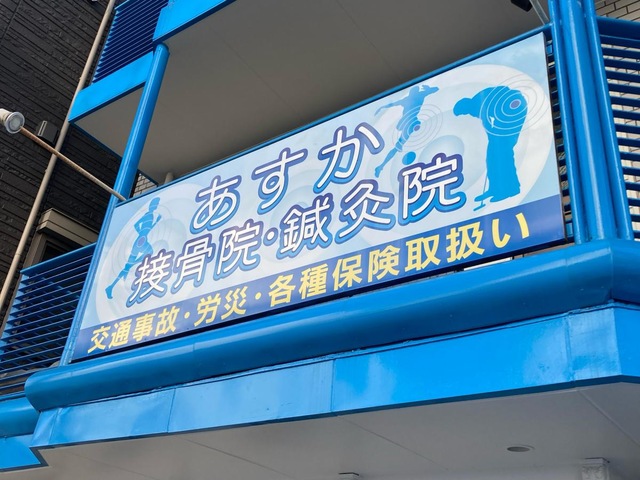 あすか
接骨院・鍼灸院
交通事故・労災・各種保険取扱い